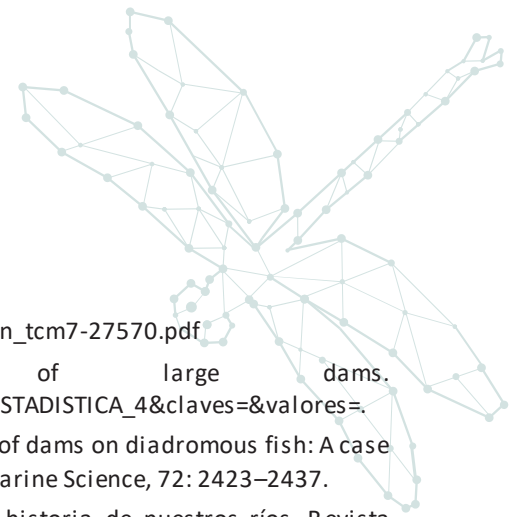 n_tcm7-27570.pdf
of large dams.
STADISTICA_4&claves=&valores=.
of dams on diadromous fish: A case
arine Science, 72: 2423–2437.
historia de nuestros ríos. Revista